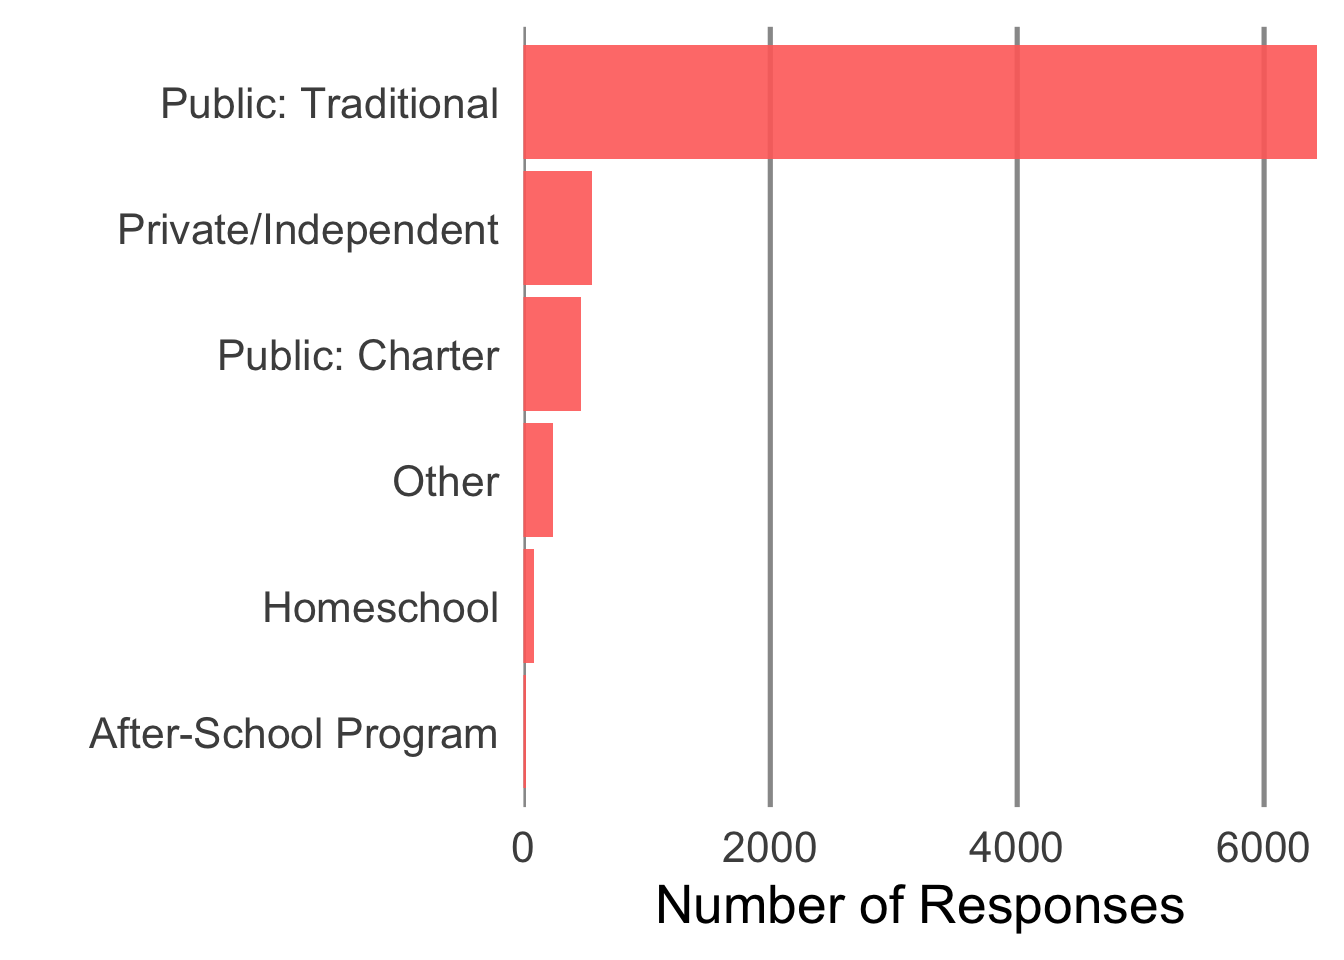 Public: Traditional
Private/Independent
Public: Charter
Other
Homeschool
After-School Program
0 2000 4000 6000
Number of Responses